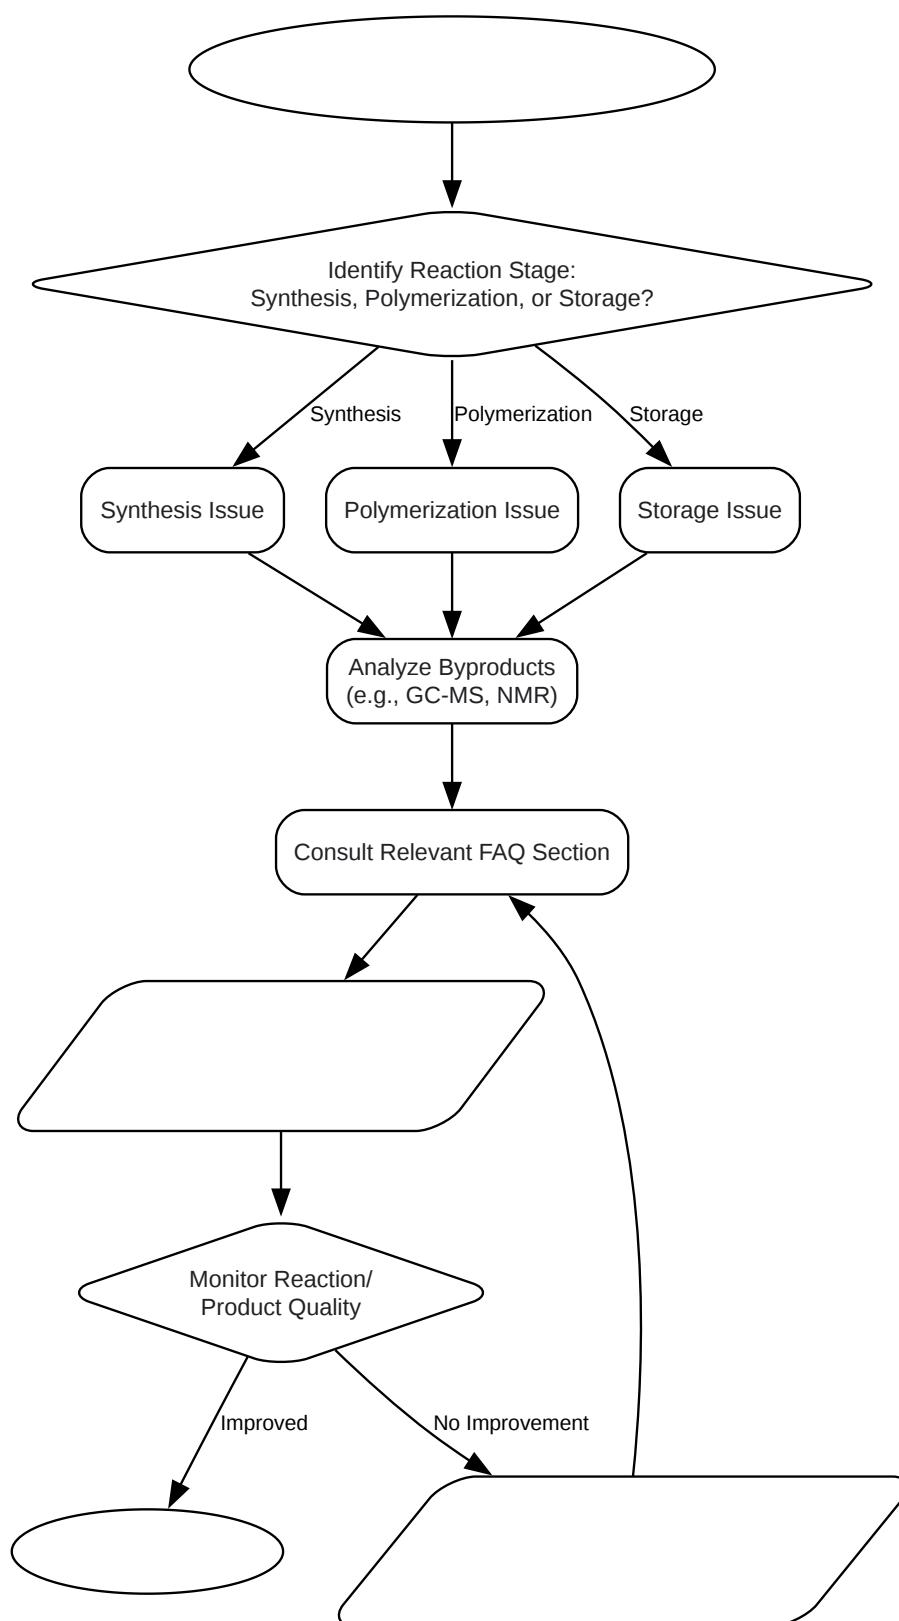 Identify Reaction Stage:
Synthesis, Polymerization, or Storage?
Synthesis
Polymerization
Storage
Synthesis Issue
Polymerization Issue
Storage Issue
Analyze Byproducts
(e.g., GC-MS, NMR)
Consult Relevant FAQ Section
Monitor Reaction/
Product Quality
Improved
No Improvement